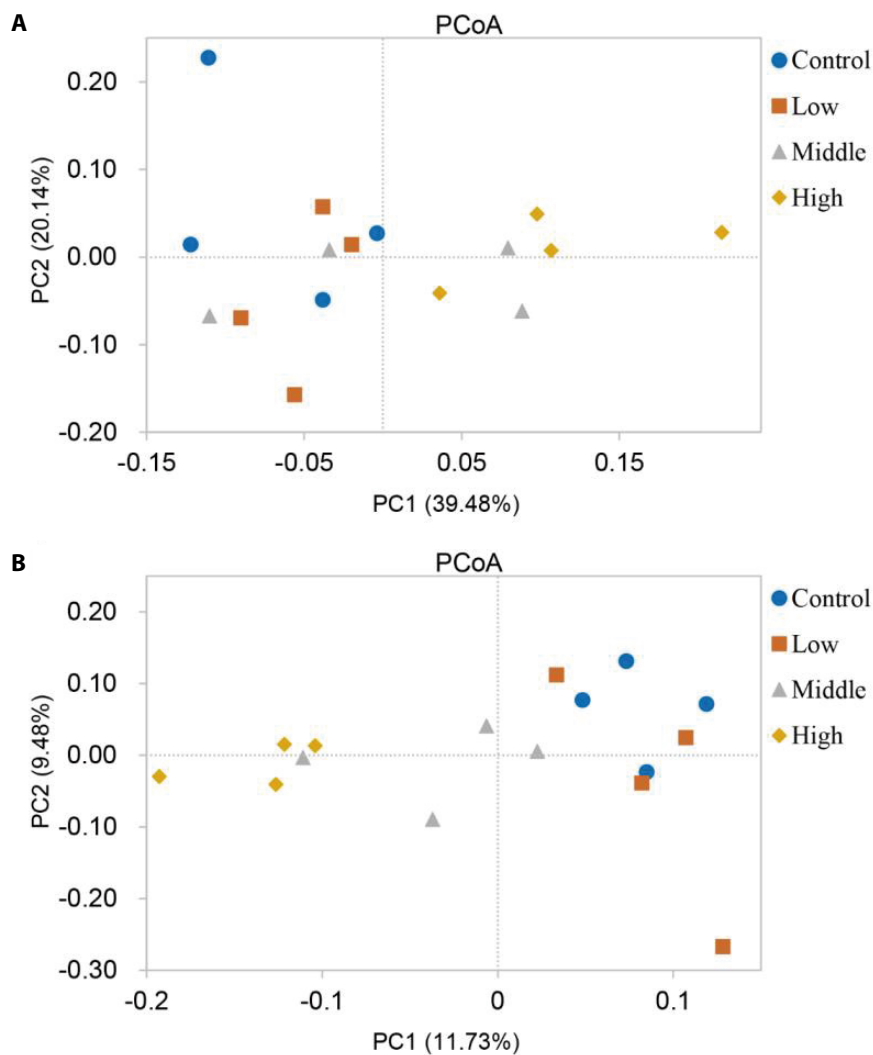 A
PCoA
0.20
0.10
0.00
-0.10
-0.20
PC2 (20.14%)
-0.15
-0.05
0.05
0.15
PC1 (39.48%)
Control
Low
Middle
High
B
PCoA
0.20
0.10
0.00
-0.10
-0.20
-0.30
PC2 (9.48%)
-0.2
-0.1
0
0.1
PC1 (11.73%)
Control
Low
Middle
High